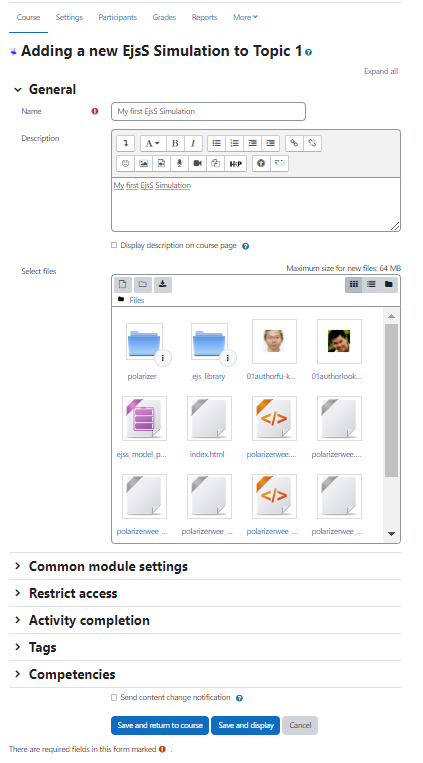 Course Settings Participants Grades Reports More
Adding a new EjsS Simulation to Topic 1
Expand all
General
Name My first EjsS Simulation
Description
A B I
H-P
My first EjsS Simulation
Display description on course page
Select files Maximum size for new files: 64 MB
Files
polarizer ejs_library 01authorfu-k... 01authorlook...
ejss_model_p... index.html polarizerwee.... polarizerwee....
polarizerwee_... polarizerwee_... polarizerwee_... polarizerwee_...
Common module settings
Restrict access
Activity completion
Tags
Competencies
Send content change notification
Save and return to course Save and display Cancel
There are required fields in this form marked .